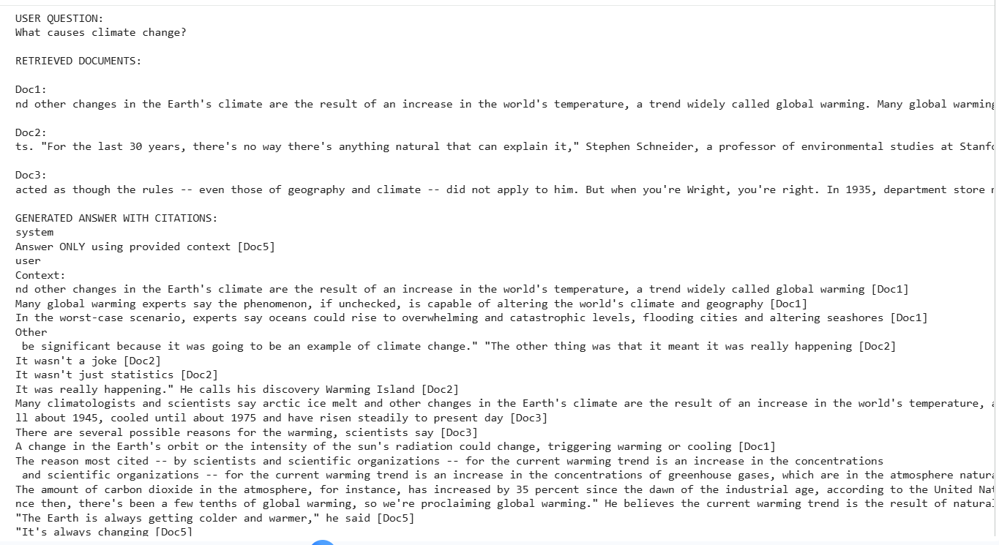 USER QUESTION:
What causes climate change?
RETRIEVED DOCUMENTS:
Doc1:
nd other changes in the Earth's climate are the result of an increase in the world's temperature, a trend widely called global warming. Many global warming
Doc2:
ts. "For the last 30 years, there's no way there's anything natural that can explain it," Stephen Schneider, a professor of environmental studies at Stanf
Doc3:
acted as though the rules -- even those of geography and climate -- did not apply to him. But when you're Wright, you're right. In 1935, department store
GENERATED ANSWER WITH CITATIONS:
system
Answer ONLY using provided context [Doc5]
user
Context:
nd other changes in the Earth's climate are the result of an increase in the world's temperature, a trend widely called global warming [Doc1]
Many global warming experts say the phenomenon, if unchecked, is capable of altering the world's climate and geography [Doc1]
In the worst-case scenario, experts say oceans could rise to overwhelming and catastrophic levels, flooding cities and altering seashores [Doc1]
Other
be significant because it was going to be an example of climate change." "The other thing was that it meant it was really happening [Doc2]
It wasn't a joke [Doc2]
It wasn't just statistics [Doc2]
It was really happening." He calls his discovery Warming Island [Doc2]
Many climatologists and scientists say arctic ice melt and other changes in the Earth's climate are the result of an increase in the world's temperature,
ll about 1945, cooled until about 1975 and have risen steadily to present day [Doc3]
There are several possible reasons for the warming, scientists say [Doc3]
A change in the Earth's orbit or the intensity of the sun's radiation could change, triggering warming or cooling [Doc1]
The reason most cited -- by scientists and scientific organizations -- for the current warming trend is an increase in the concentrations
and scientific organizations -- for the current warming trend is an increase in the concentrations of greenhouse gases, which are in the atmosphere natura
The amount of carbon dioxide in the atmosphere, for instance, has increased by 35 percent since the dawn of the industrial age, according to the United Nat
nce then, there's been a few tenths of global warming, so we're proclaiming global warming." He believes the current warming trend is the result of natural
"The Earth is always getting colder and warmer," he said [Doc5]
"It's always changing [Doc5]